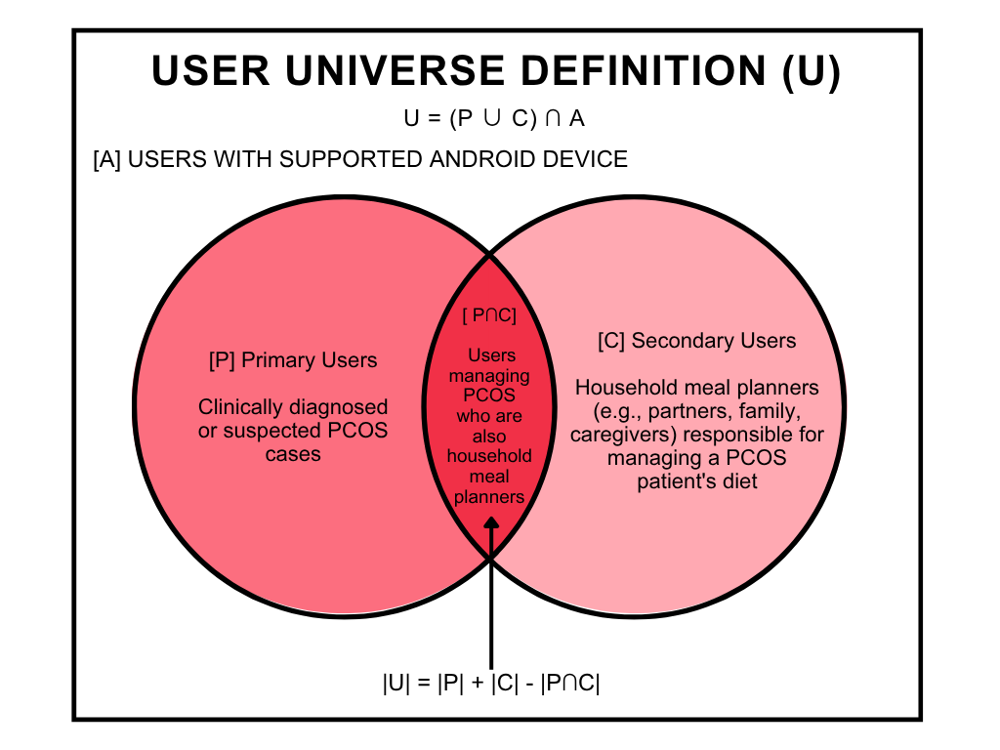 USER UNIVERSE DEFINITION (U)
U = (P ∪ C) ∩ A
[A] USERS WITH SUPPORTED ANDROID DEVICE
[P] Primary Users
Clinically diagnosed
or suspected PCOS
cases
[ P∩C]
Users
managing
PCOS
who are
also
household
meal
planners
[C] Secondary Users
Household meal planners
(e.g., partners, family,
caregivers) responsible for
managing a PCOS
patient's diet
|U| = |P| + |C| - |P∩C|